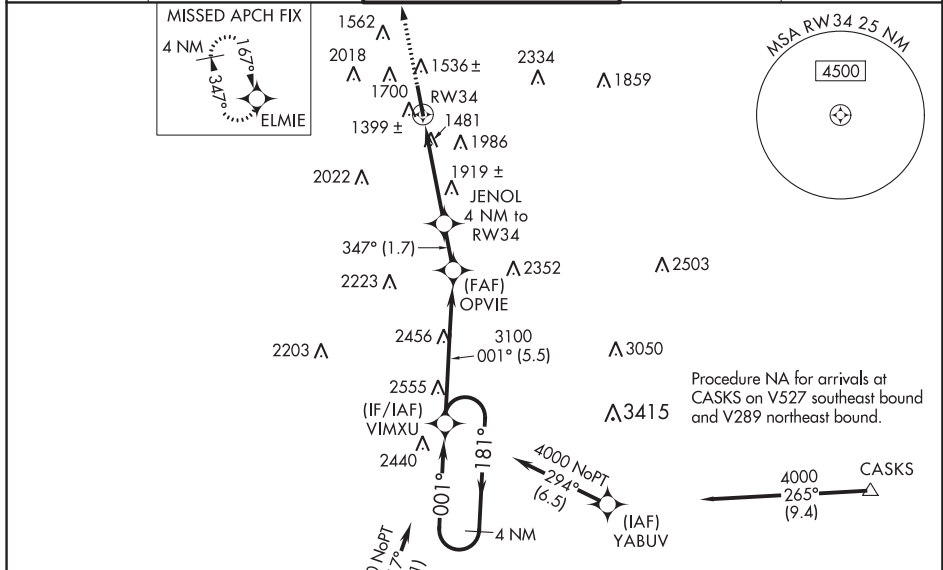 MISSED APCH FIX
4 NM
167°
347°
ELMIE
1562
2018
1536 ±
2334
1859
1700
RW34
1399 ±
1481
1986
1919 ±
2022
JENOL
4 NM to
RW34
347° (1.7)
2352
2503
(FAF)
OPVIE
2223
2456
3100
001° (5.5)
2203
3050
2555
3415
(IF/IAF)
VIMXU
2440
001°
181°
4 NM
4000 NoPT
294°
(6.5)
(IAF)
YABUV
4000
265°
(9.4)
CASKS
NoPT
MSA RW34 25 NM
4500
Procedure NA for arrivals at
CASKS on V527 southeast bound
and V289 northeast bound.